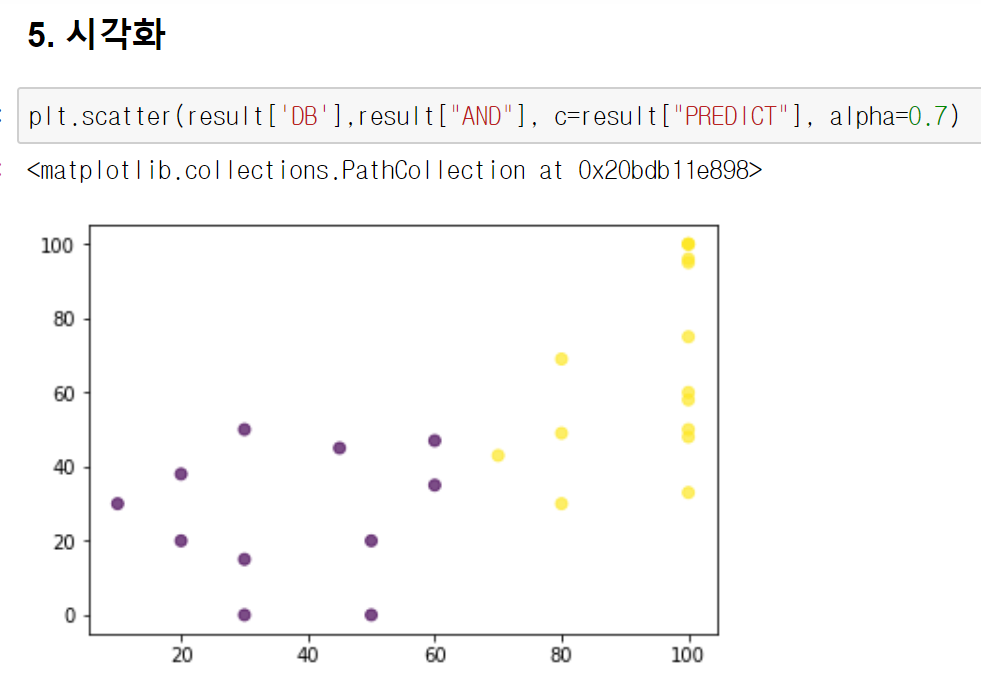 5. 시각화
plt.scatter(result['DB'],result["AND"], c=result["PREDICT"], alpha=0.7)
<matplotlib.collections.PathCollection at 0x20bdb11e898>
100
80
60
40
20
0
20 40 60 80 100